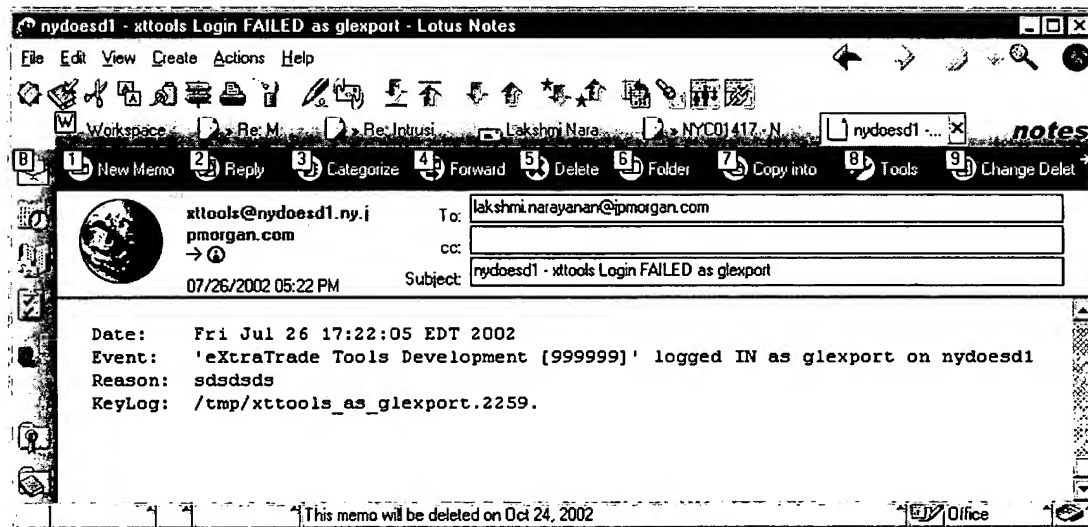 nydoesd1 - xttools Login FAILED as glexport - Lotus Notes
File Edit View Create Actions Help
Workspace Re: M Re: Intrusi Lakshmi Nara NYC01417 - N nydoesd1 -... notes
1 New Memo 2 Reply 3 Categorize 4 Forward 5 Delete 6 Folder 7 Copy into 8 Tools 9 Change Delet
xttools@nydoesd1.ny.j
pmorgan.com
07/26/2002 05:22 PM
To: lakshmi.narayanan@jpmorgan.com
cc:
Subject: nydoesd1 - xttools Login FAILED as glexport
Date: Fri Jul 26 17:22:05 EDT 2002
Event: 'eXtraTrade Tools Development [999999]' logged IN as glexport on nydoesd1
Reason: sdsdsds
KeyLog: /tmp/xttools_as_glexport.2259.
This memo will be deleted on Oct 24, 2002 Office